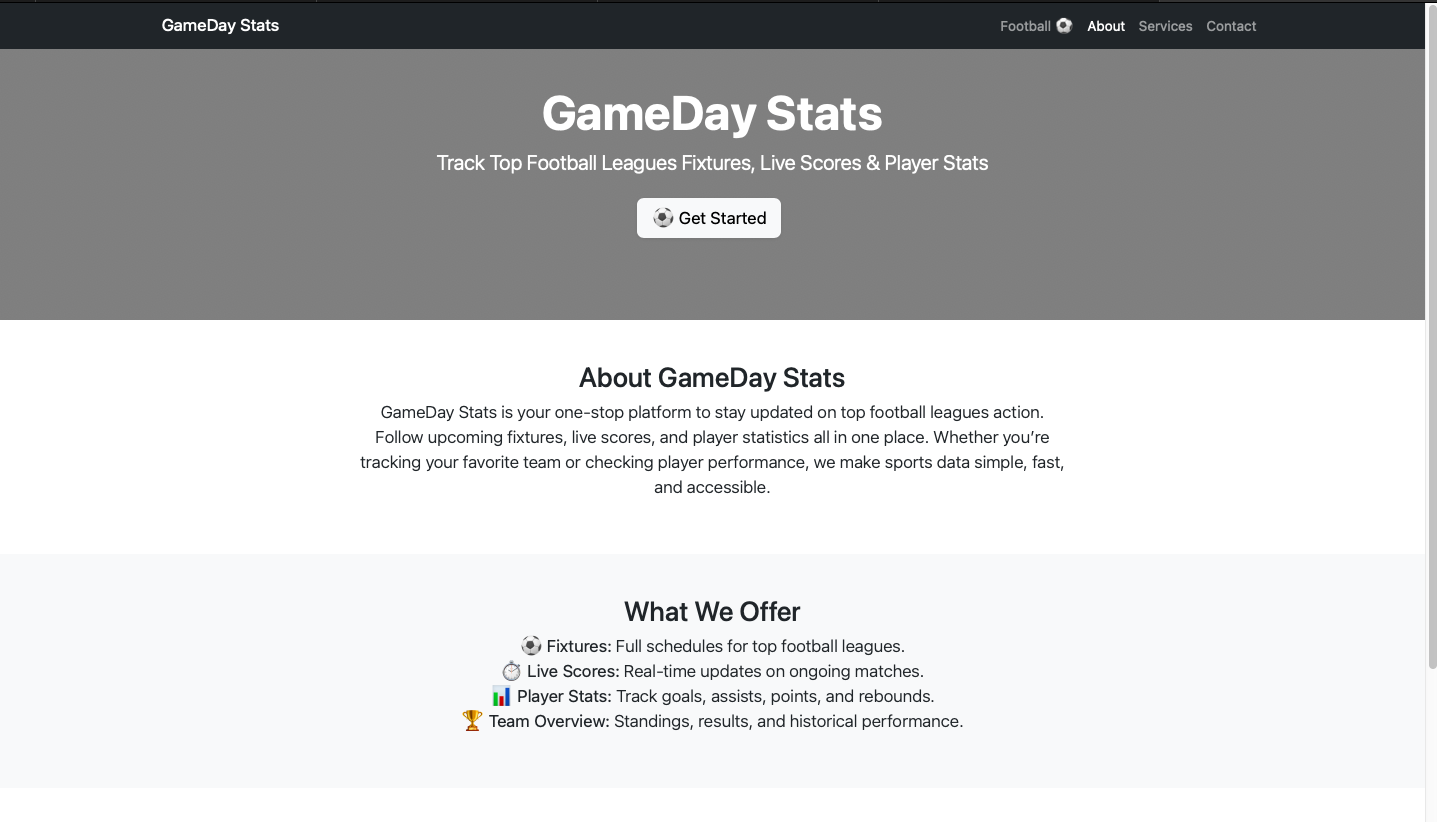 GameDay Stats
Football ⚽ About Services Contact
GameDay Stats
Track Top Football Leagues Fixtures, Live Scores & Player Stats
⚽ Get Started
About GameDay Stats
GameDay Stats is your one-stop platform to stay updated on top football leagues action.
Follow upcoming fixtures, live scores, and player statistics all in one place. Whether you’re
tracking your favorite team or checking player performance, we make sports data simple, fast,
and accessible.
What We Offer
⚽ Fixtures: Full schedules for top football leagues.
⏱ Live Scores: Real-time updates on ongoing matches.
📊 Player Stats: Track goals, assists, points, and rebounds.
🏆 Team Overview: Standings, results, and historical performance.